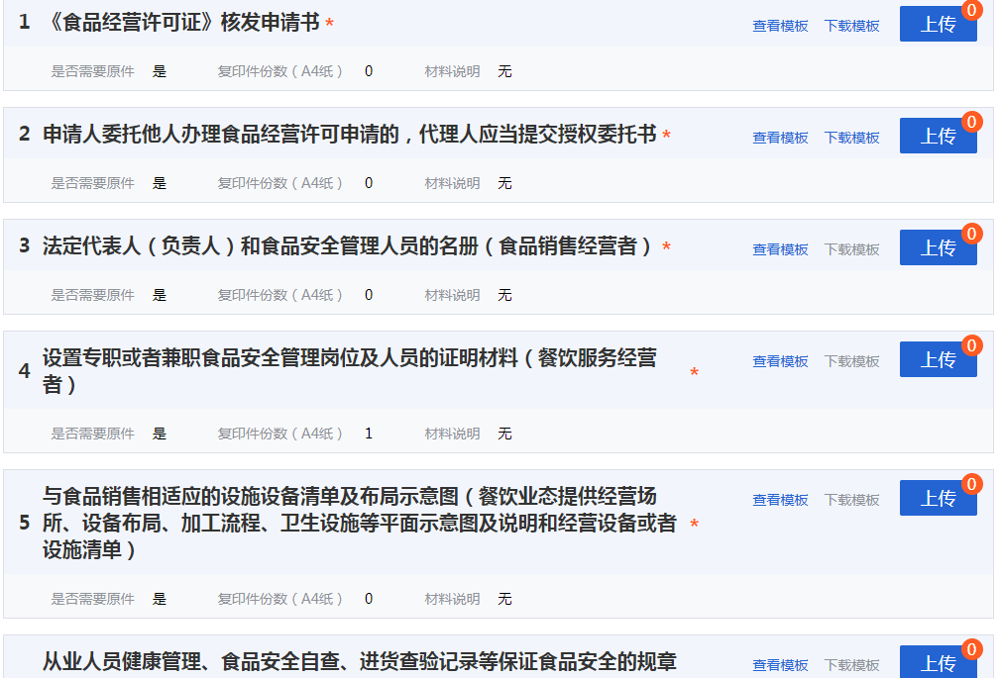 1 《食品经营许可证》核发申请书 * 查看模板 下载模板 上传 0
是否需要原件 是 复印件份数（A4纸） 0 材料说明 无
2 申请人委托他人办理食品经营许可申请的，代理人应当提交授权委托书 * 查看模板 下载模板 上传 0
是否需要原件 是 复印件份数（A4纸） 0 材料说明 无
3 法定代表人（负责人）和食品安全管理人员的名册（食品销售经营者） * 查看模板 下载模板 上传 0
是否需要原件 是 复印件份数（A4纸） 0 材料说明 无
4 设置专职或者兼职食品安全管理岗位及人员的证明材料（餐饮服务经营
者） * 查看模板 下载模板 上传 0
是否需要原件 是 复印件份数（A4纸） 1 材料说明 无
5 与食品销售相适应的设施设备清单及布局示意图（餐饮业态提供经营场
所、设备布局、加工流程、卫生设施等平面示意图及说明和经营设备或者
设施清单） * 查看模板 下载模板 上传 0
是否需要原件 是 复印件份数（A4纸） 0 材料说明 无
从业人员健康管理、食品安全自查、进货查验记录等保证食品安全的规章 查看模板 下载模板 上传 0